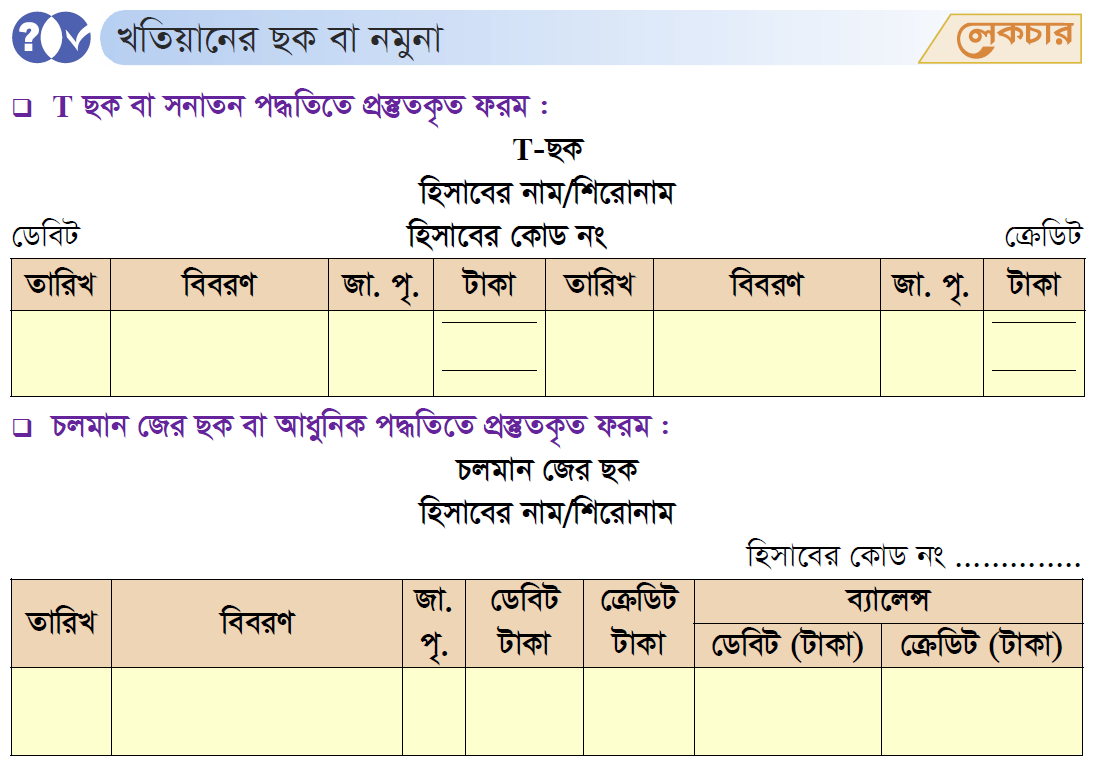 খতিয়ানের ছক বা নমুনা
লেকচার
❑ T ছক বা সনাতন পদ্ধতিতে প্রস্তুতকৃত ফরম :
T-ছক
হিসাবের নাম/শিরোনাম
ডেবিট হিসাবের কোড নং ক্রেডিট
তারিখ বিবরণ জা. পৃ. টাকা তারিখ বিবরণ জা. পৃ. টাকা
❑ চলমান জের ছক বা আধুনিক পদ্ধতিতে প্রস্তুতকৃত ফরম :
চলমান জের ছক
হিসাবের নাম/শিরোনাম
হিসাবের কোড নং ..............
তারিখ বিবরণ জা. পৃ. ডেবিট টাকা ক্রেডিট টাকা ব্যালেন্স
ডেবিট (টাকা) ক্রেডিট (টাকা)